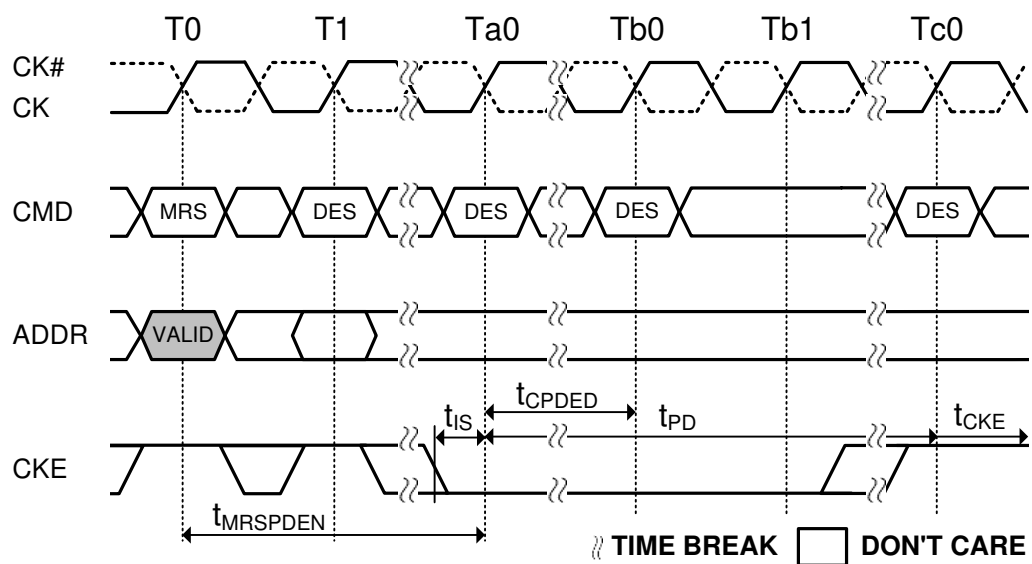 T0 T1 Ta0 Tb0 Tb1 Tc0
CK#
CK
CMD MRS DES DES DES DES
ADDR VALID
tIS tCPDED tPD tCKE
CKE
tMRSPDEN
TIME BREAK DON'T CARE